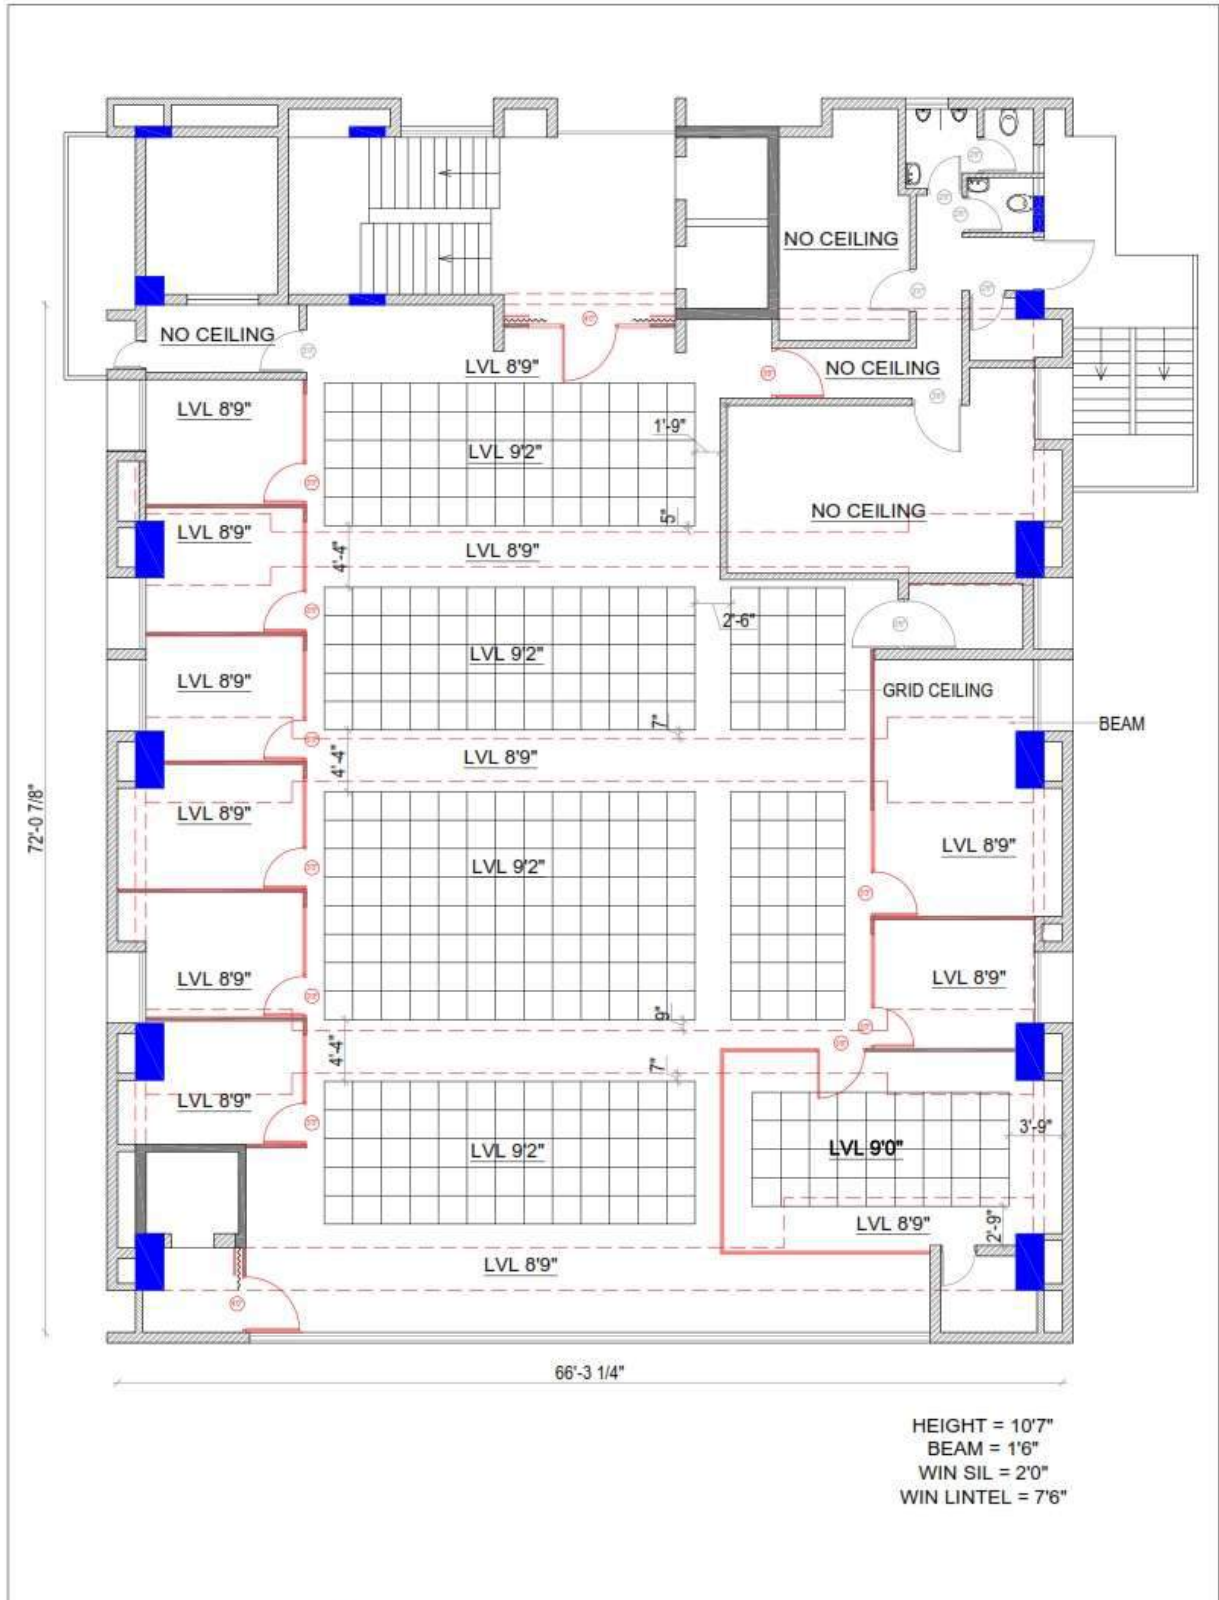 NO CEILING
NO CEILING
LVL 8'9"
NO CEILING
LVL 8'9"
1'-9"
LVL 9'2"
NO CEILING
5"
LVL 8'9"
LVL 8'9"
4'-4"
2'-6"
LVL 9'2"
LVL 8'9"
GRID CEILING
7"
BEAM
LVL 8'9"
4'-4"
72'-0 7/8"
LVL 8'9"
LVL 8'9"
LVL 9'2"
LVL 8'9"
LVL 8'9"
9"
4'-4"
7"
LVL 8'9"
3'-9"
LVL 9'2"
LVL 9'0"
LVL 8'9"
2'-9"
LVL 8'9"
66'-3 1/4"
HEIGHT = 10'7"
BEAM = 1'6"
WIN SIL = 2'0"
WIN LINTEL = 7'6"